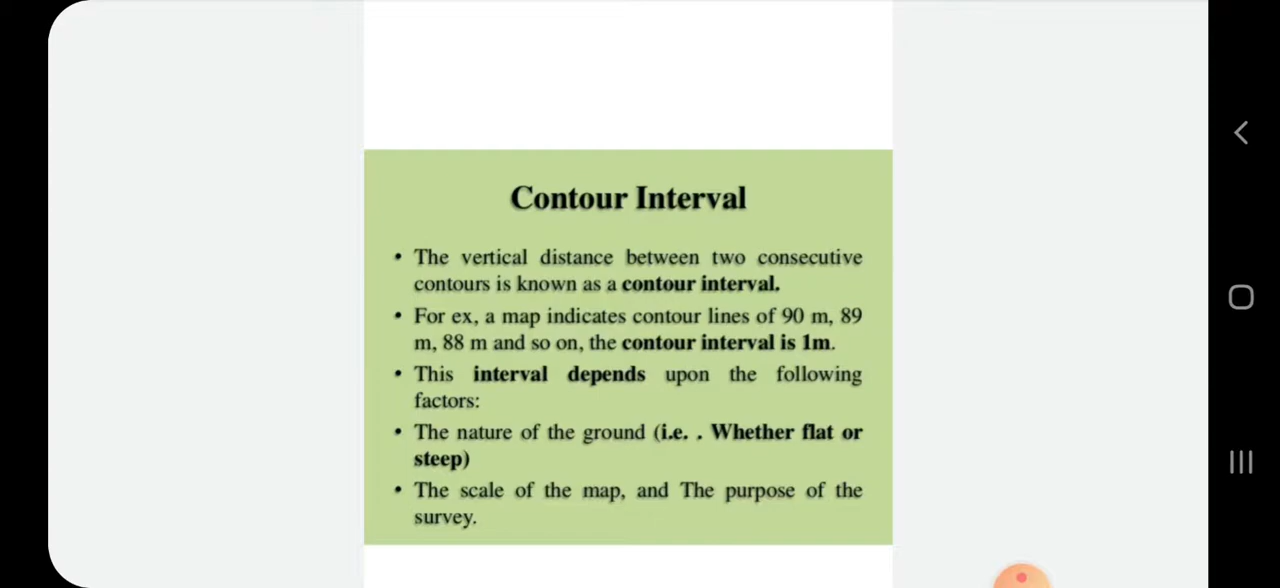 Contour Interval
• The vertical distance between two consecutive
contours is known as a contour interval.
• For ex, a map indicates contour lines of 90 m, 89
m, 88 m and so on, the contour interval is 1m.
• This interval depends upon the following
factors:
• The nature of the ground (i.e. . Whether flat or
steep)
• The scale of the map, and The purpose of the
survey.